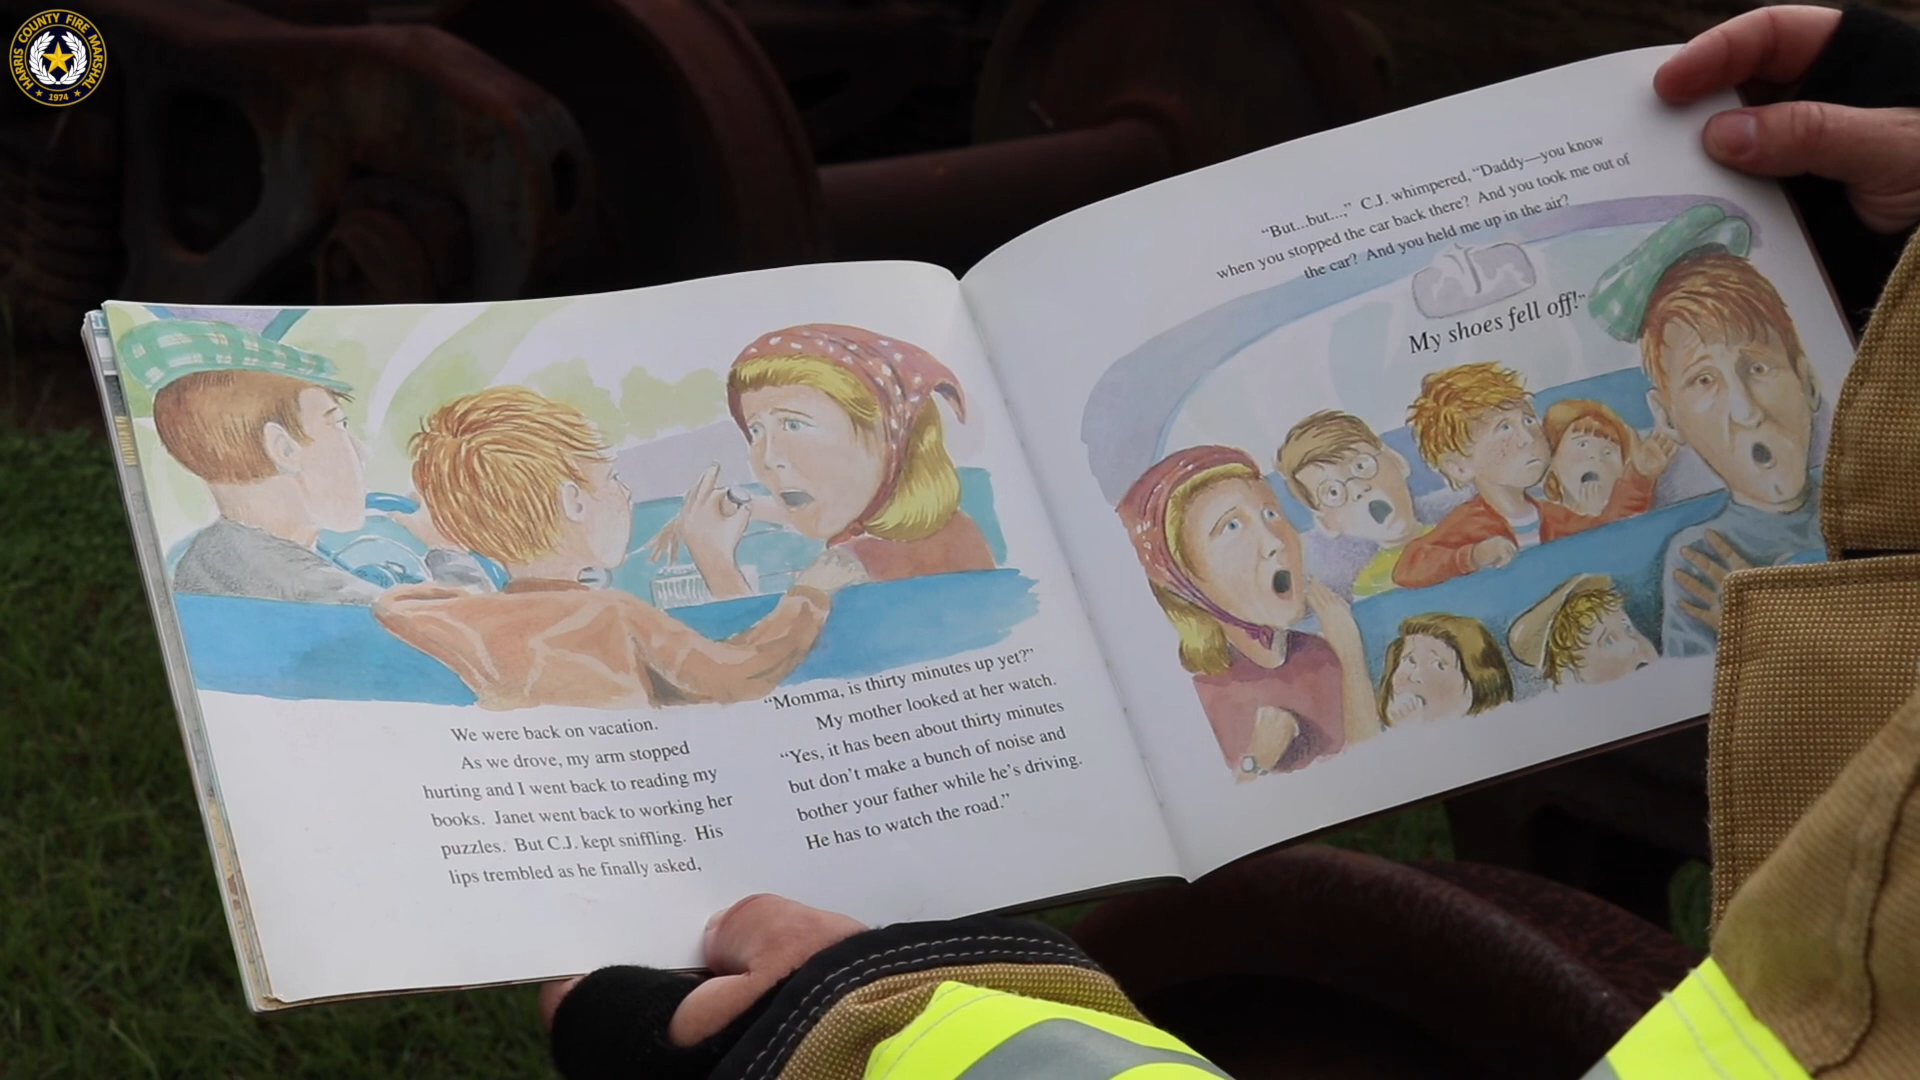 HARRIS COUNTY FIRE MARSHAL
1974
We were back on vacation.
As we drove, my arm stopped
hurting and I went back to reading my
books. Janet went back to working her
puzzles. But C.J. kept sniffling. His
lips trembled as he finally asked,
“Momma, is thirty minutes up yet?”
My mother looked at her watch.
“Yes, it has been about thirty minutes
but don’t make a bunch of noise and
bother your father while he’s driving.
He has to watch the road.”
“But...but...,” C.J. whimpered, “Daddy—you know
when you stopped the car back there? And you took me out of
the car? And you held me up in the air?
My shoes fell off!”